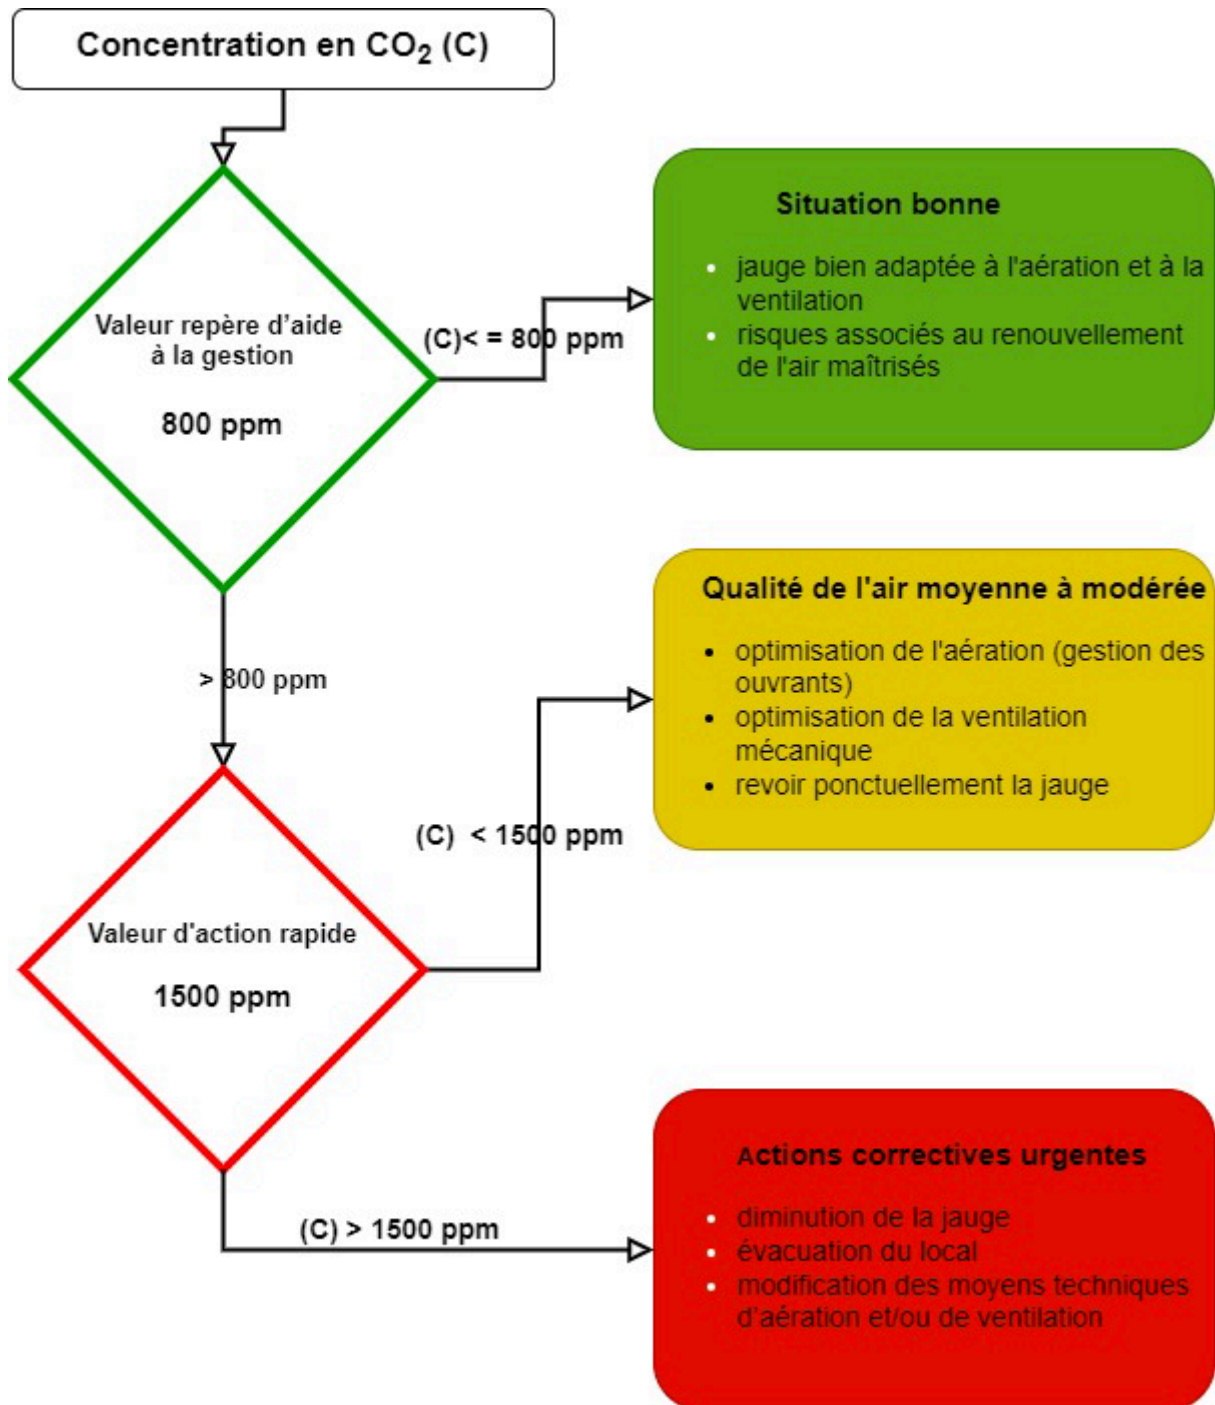 Concentration en CO₂ (C)
Valeur repère d’aide
à la gestion
800 ppm
(C)< = 800 ppm
Situation bonne
• jauge bien adaptée à l'aération et à la
ventilation
• risques associés au renouvellement
de l'air maîtrisés
> 800 ppm
Valeur d'action rapide
1500 ppm
(C) < 1500 ppm
Qualité de l'air moyenne à modérée
• optimisation de l'aération (gestion des
ouvrants)
• optimisation de la ventilation
mécanique
• revoir ponctuellement la jauge
(C) > 1500 ppm
Actions correctives urgentes
• diminution de la jauge
• évacuation du local
• modification des moyens techniques
d’aération et/ou de ventilation